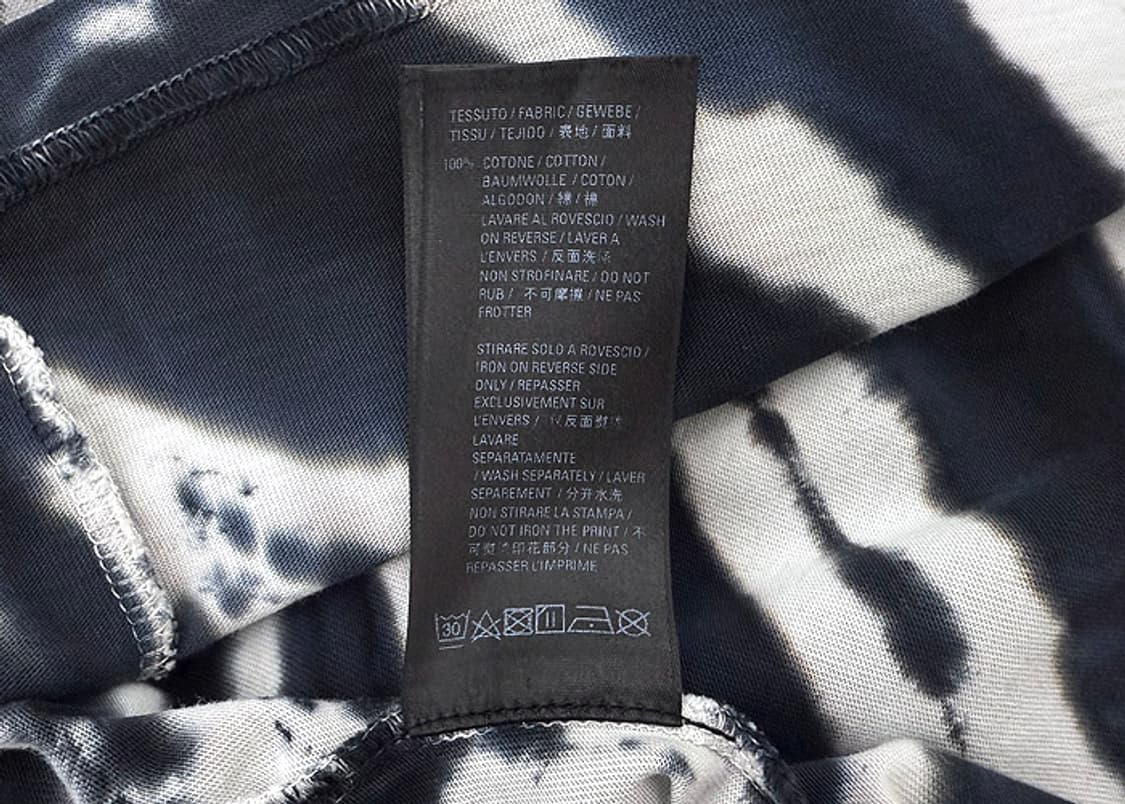 TESSUTO / FABRIC / GEWEBE /
TISSU / TEJIDO / 表地 / 面料
100% COTONE / COTTON /
BAUMWOLLE / COTON /
ALGODON / 綿 / 棉
LAVARE AL ROVESCIO / WASH
ON REVERSE / LAVER A
L'ENVERS / 反面洗涤
NON STROFINARE / DO NOT
RUB / 不可摩擦 / NE PAS
FROTTER
STIRARE SOLO A ROVESCIO /
IRON ON REVERSE SIDE
ONLY / REPASSER
EXCLUSIVEMENT SUR
L'ENVERS /
LAVARE
SEPARATAMENTE
/ WASH SEPARATELY / LAVER
SEPAREMENT / 分开水洗
NON STIRARE LA STAMPA /
DO NOT IRON THE PRINT / 不
印花部分 / NE PAS
REPASSER L'IMPRIME
30